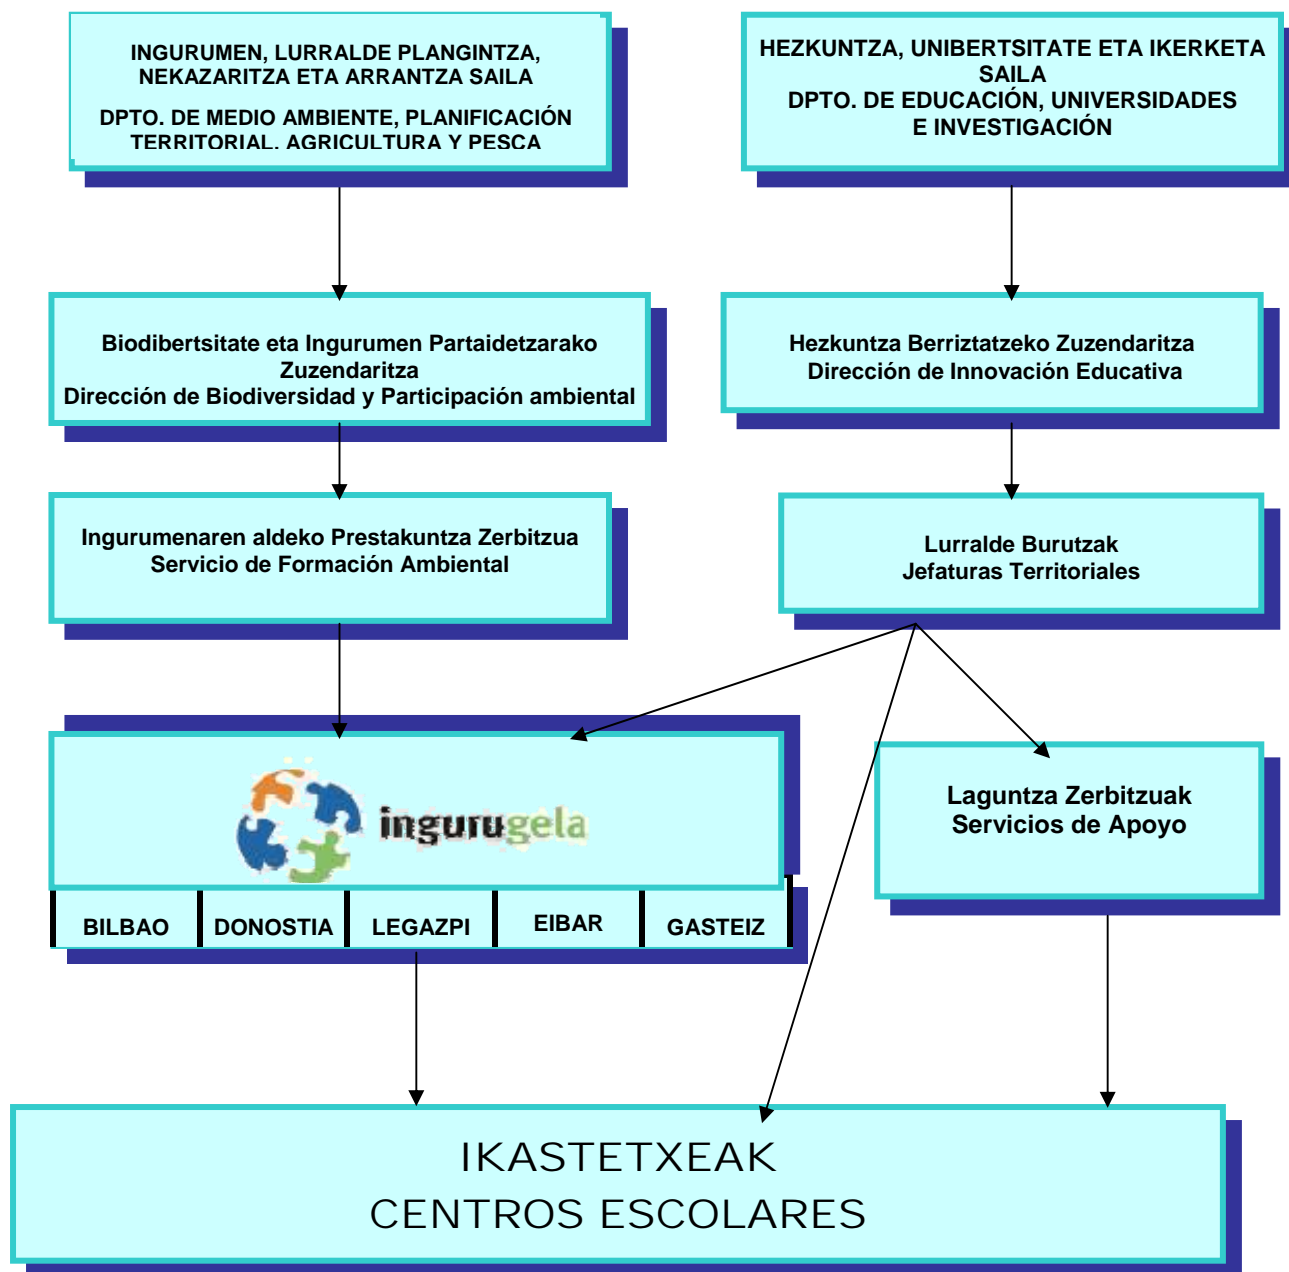 INGURUMEN, LURRALDE PLANGINTZA,
NEKAZARITZA ETA ARRANTZA SAILA
DPTO. DE MEDIO AMBIENTE, PLANIFICACIÓN
TERRITORIAL. AGRICULTURA Y PESCA
HEZKUNTZA, UNIBERTSITATE ETA IKERKETA
SAILA
DPTO. DE EDUCACIÓN, UNIVERSIDADES
E INVESTIGACIÓN
Biodibertsitate eta Ingurumen Partaidetzarako
Zuzendaritza
Dirección de Biodiversidad y Participación ambiental
Hezkuntza Berriztatzeko Zuzendaritza
Dirección de Innovación Educativa
Ingurumenaren aldeko Prestakuntza Zerbitzua
Servicio de Formación Ambiental
Lurralde Burutzak
Jefaturas Territoriales
ingurugela
Laguntza Zerbitzuak
Servicios de Apoyo
BILBAO DONOSTIA LEGAZPI EIBAR GASTEIZ
IKASTETXEAK
CENTROS ESCOLARES